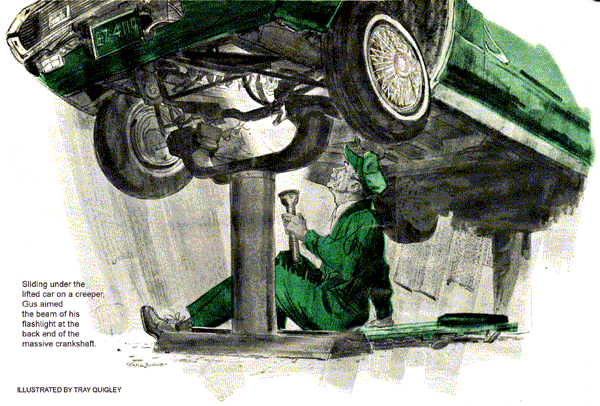 Sliding under the
lifted car on a creeper,
Gus aimed
the beam of his
flashlight at the
back end of the
massive crankshaft.
ILLUSTRATED BY TRAY QUIGLEY